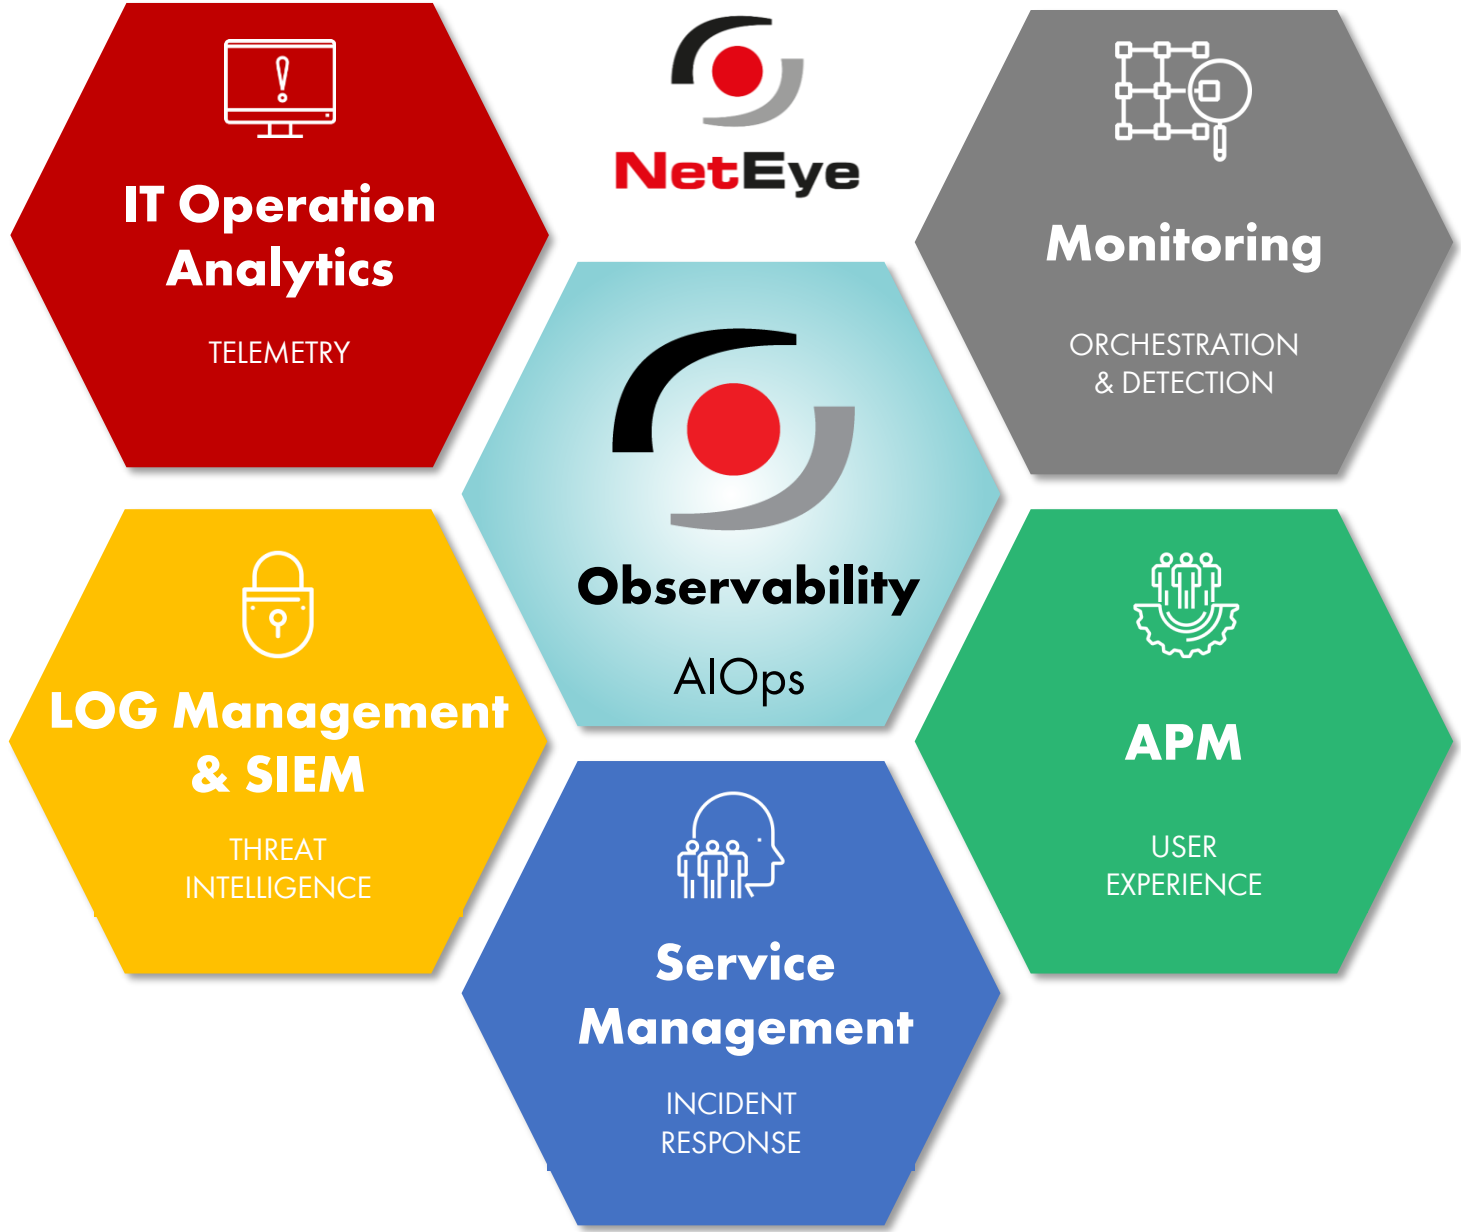 NetEye
IT Operation
Analytics
TELEMETRY
Monitoring
ORCHESTRATION
& DETECTION
Observability
AIOps
LOG Management
& SIEM
THREAT
INTELLIGENCE
APM
USER
EXPERIENCE
Service
Management
INCIDENT
RESPONSE